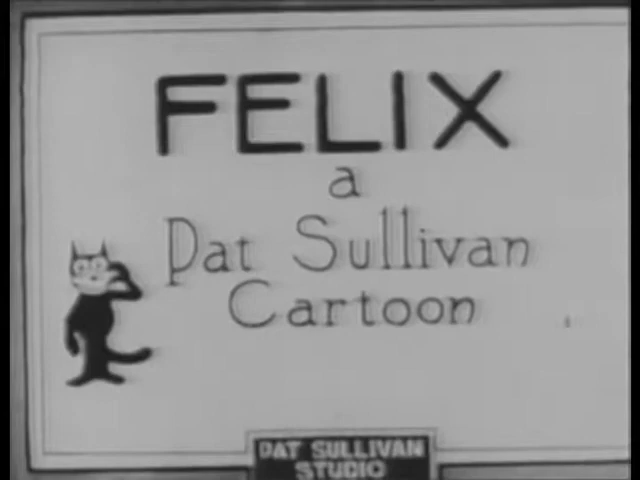 FELIX
a
Pat Sullivan
Cartoon
PAT SULLIVAN
STUDIO